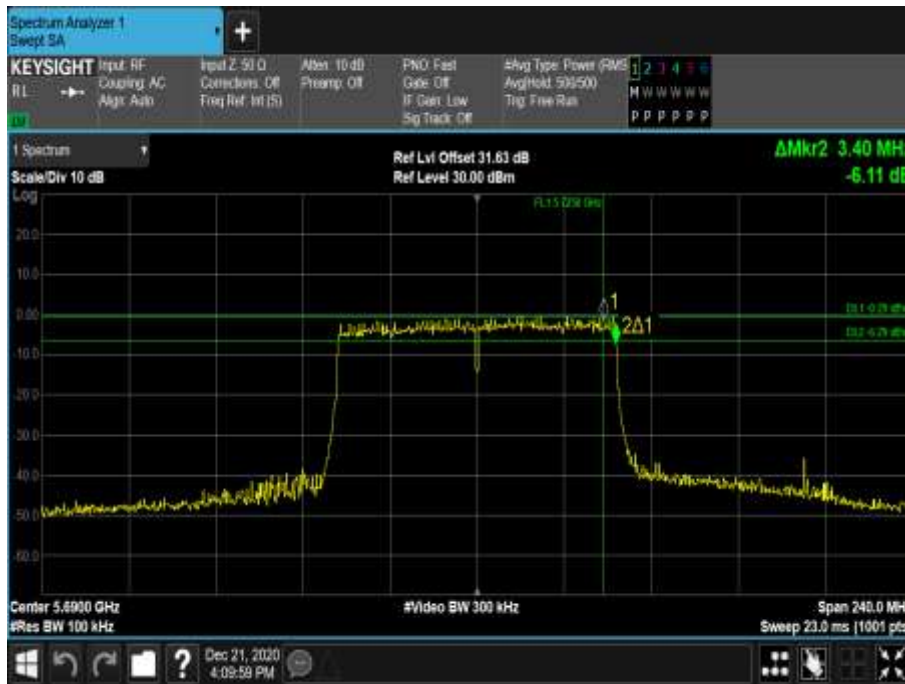 Spectrum Analyzer 1
Swept SA
+
KEYSIGHT
RL
Input: RF
Coupling: AC
Align: Auto
Input Z: 50 Ω
Corrections: Off
Freq Ref: Int (S)
Atten: 10 dB
Preamp: Off
PNO: Fast
Gate: Off
IF Gain: Low
Sig Track: Off
#Avg Type: Power (RMS
Avg|Hold: 500/500
Trig: Free Run
1 2 3 4 5 6
M W W W W W
P P P P P P
1 Spectrum
Scale/Div 10 dB
Ref Lvl Offset 31.63 dB
Ref Level 30.00 dBm
ΔMkr2 3.40 MH
-6.11 dB
Log
20.0
10.0
0.00
-10.0
-20.0
-30.0
-40.0
-50.0
-60.0
1
2Δ1
Center 5.6900 GHz
#Res BW 100 kHz
#Video BW 300 kHz
Span 240.0 MH
Sweep 23.0 ms (1001 pts
?
Dec 21, 2020
4:09:59 PM